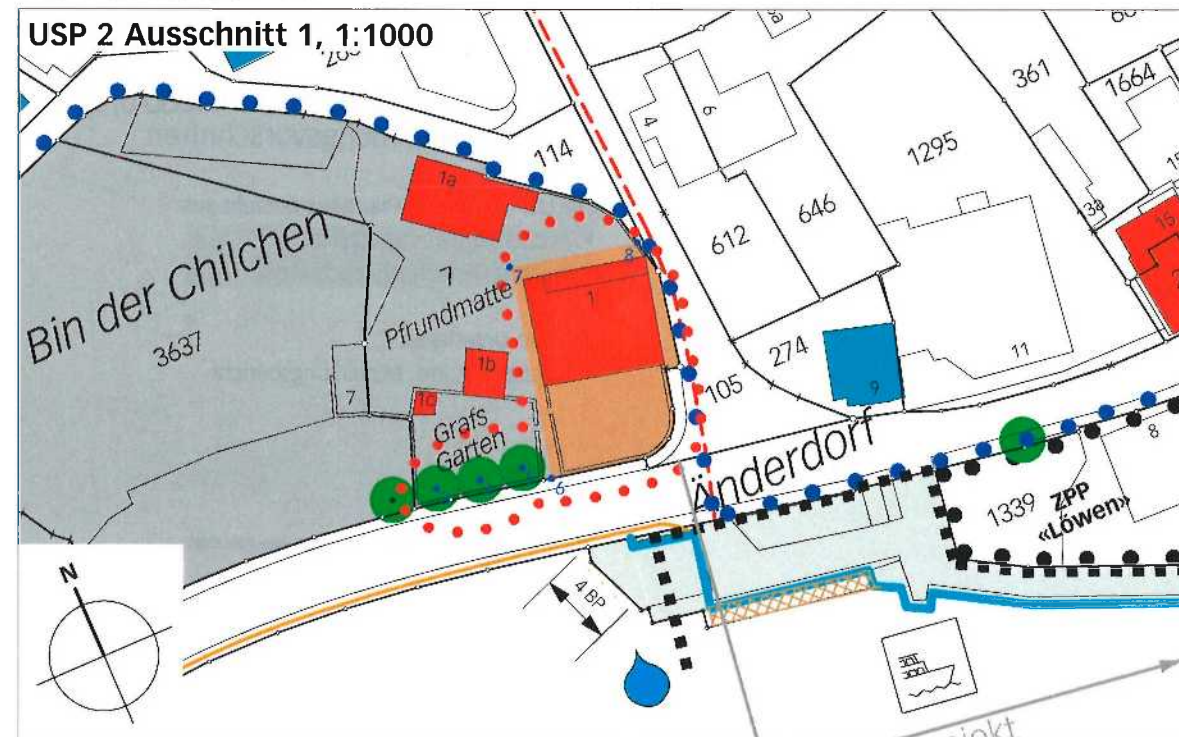 USP 2 Ausschnitt 1, 1:1000
361
1664
6
4
1295
114
1a
646
3a
15
612
8
7
7
1
Bin der Chilchen
Pfrundmatte
3637
274
11
1b
9
105
7
1c
Grafs
Garten
Änderdorf
8
6
1339
ZPP
«Löwen»
N
4 BP